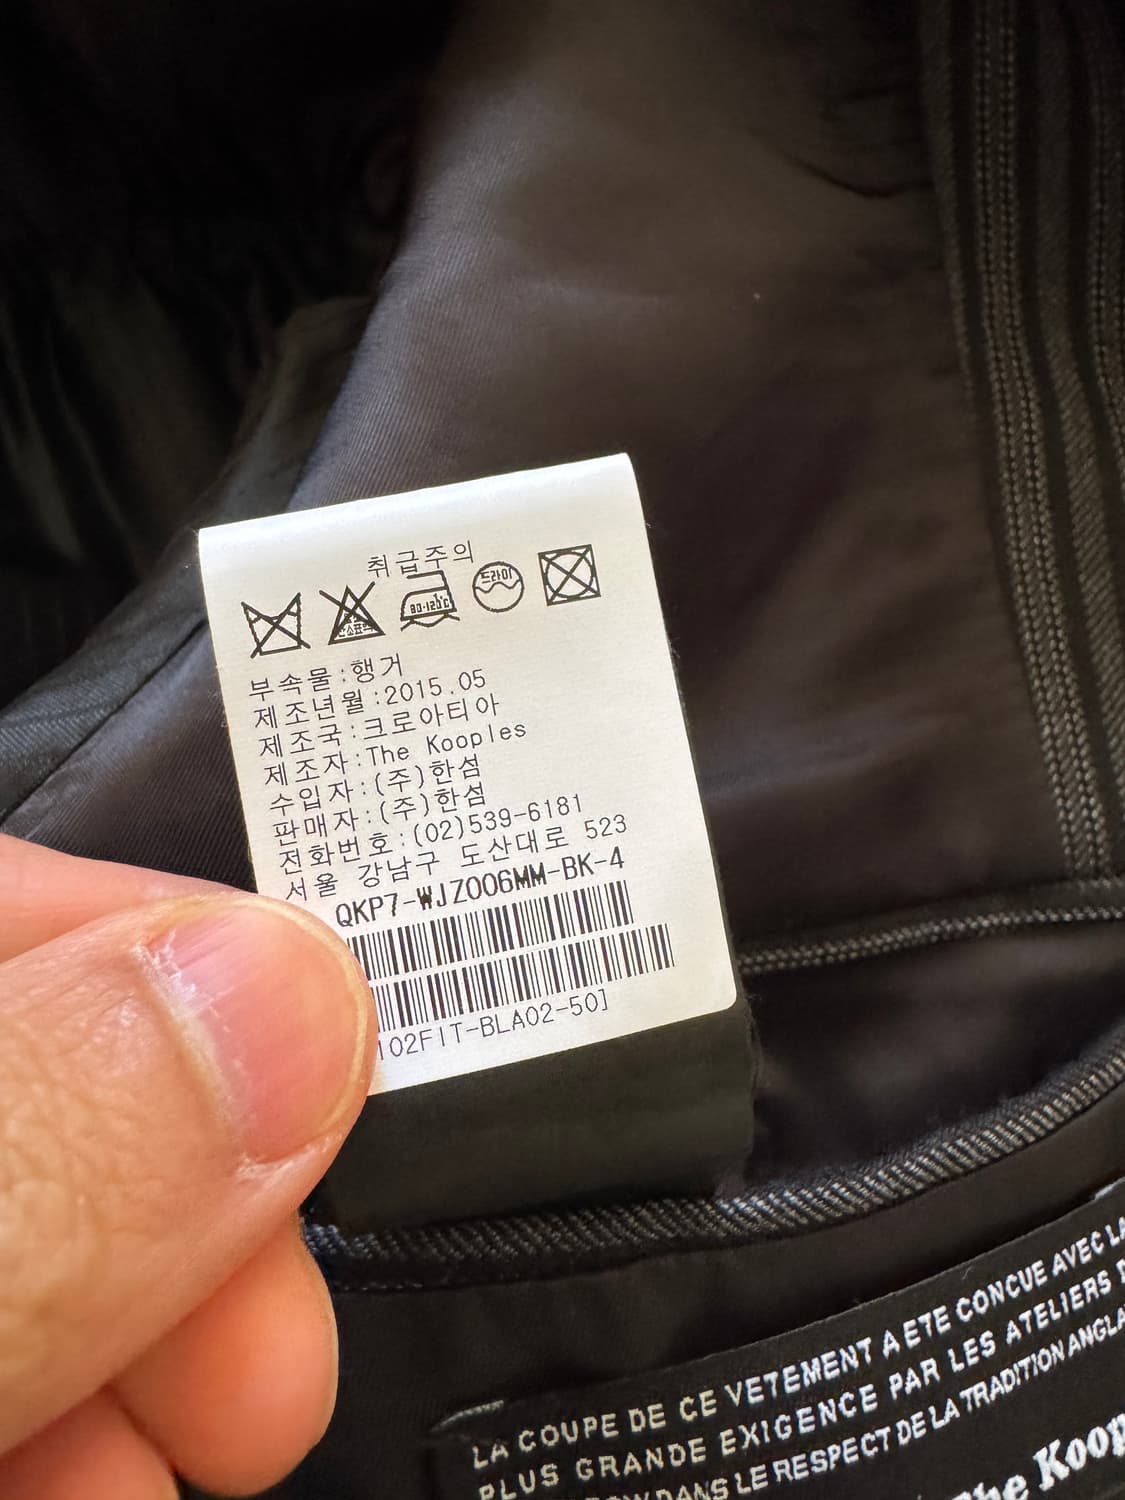 취급주의
80-120℃
드라이
부속물:행거
제조년월:2015.05
제조국:크로아티아
제조자:The Kooples
수입자:(주)한섬
판매자:(주)한섬
전화번호:(02)539-6181
서울 강남구 도산대로 523
QKP7-WJZ006MM-BK-4
102FIT-BLA02-50]
LA COUPE DE CE VETEMENT A ETE CONCUE AVEC LA
PLUS GRANDE EXIGENCE PAR LES ATELIERS
DANS LE RESPECT DE LA TRADITION
The